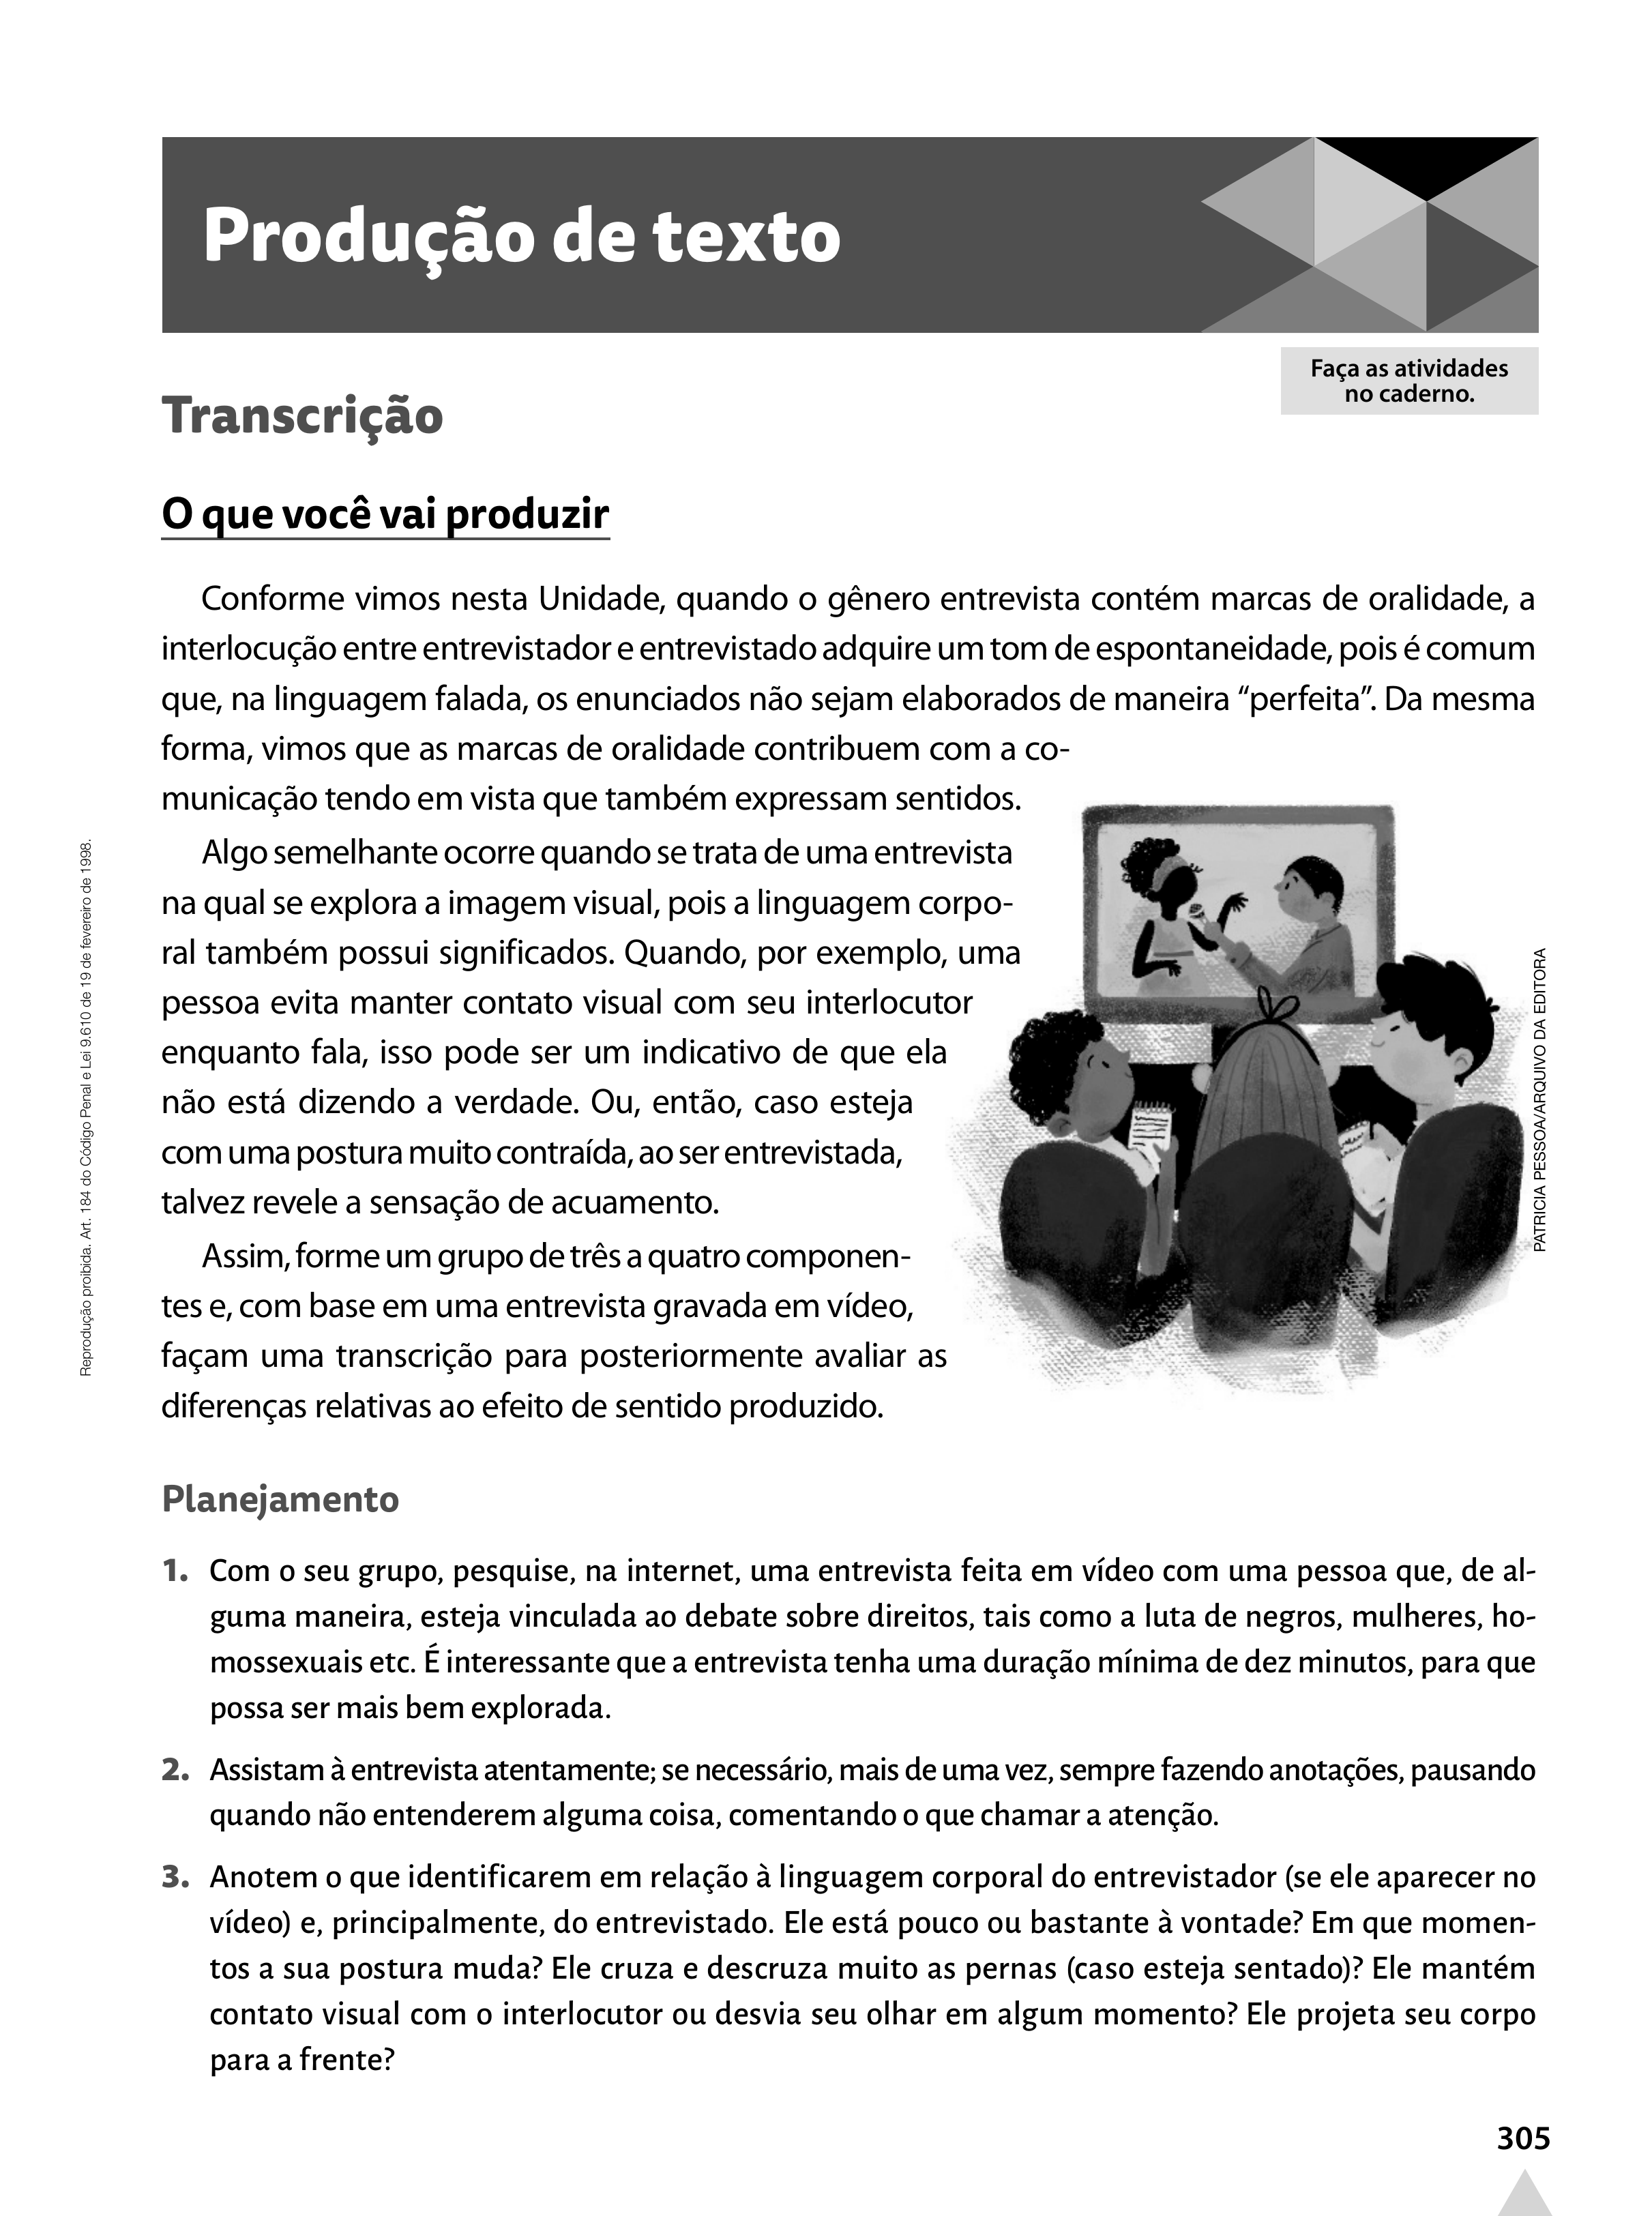 Produção de texto
Faça as atividades
no caderno.
Transcrição
O que você vai produzir
Conforme vimos nesta Unidade, quando o gênero entrevista contém marcas de oralidade, a
interlocução entre entrevistador e entrevistado adquire um tom de espontaneidade, pois é comum
que, na linguagem falada, os enunciados não sejam elaborados de maneira “perfeita”. Da mesma
forma, vimos que as marcas de oralidade contribuem com a co-
municação tendo em vista que também expressam sentidos.
Algo semelhante ocorre quando se trata de uma entrevista
na qual se explora a imagem visual, pois a linguagem corpo-
ral também possui significados. Quando, por exemplo, uma
pessoa evita manter contato visual com seu interlocutor
enquanto fala, isso pode ser um indicativo de que ela
não está dizendo a verdade. Ou, então, caso esteja
com uma postura muito contraída, ao ser entrevistada,
talvez revele a sensação de acuamento.
Assim, forme um grupo de três a quatro componen-
tes e, com base em uma entrevista gravada em vídeo,
façam uma transcrição para posteriormente avaliar as
diferenças relativas ao efeito de sentido produzido.
PATRICIA PESSOA/ARQUIVO DA EDITORA
Reprodução proibida. Art. 184 do Código Penal e Lei 9.610 de 19 de fevereiro de 1998.
Planejamento
1. Com o seu grupo, pesquise, na internet, uma entrevista feita em vídeo com uma pessoa que, de al-
guma maneira, esteja vinculada ao debate sobre direitos, tais como a luta de negros, mulheres, ho-
mossexuais etc. É interessante que a entrevista tenha uma duração mínima de dez minutos, para que
possa ser mais bem explorada.
2. Assistam à entrevista atentamente; se necessário, mais de uma vez, sempre fazendo anotações, pausando
quando não entenderem alguma coisa, comentando o que chamar a atenção.
3. Anotem o que identificarem em relação à linguagem corporal do entrevistador (se ele aparecer no
vídeo) e, principalmente, do entrevistado. Ele está pouco ou bastante à vontade? Em que momen-
tos a sua postura muda? Ele cruza e descruza muito as pernas (caso esteja sentado)? Ele mantém
contato visual com o interlocutor ou desvia seu olhar em algum momento? Ele projeta seu corpo
para a frente?
305